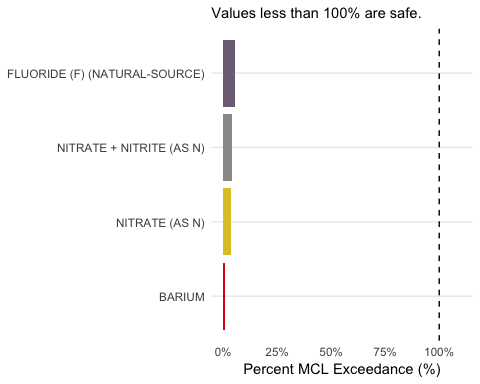 Values less than 100% are safe.
FLUORIDE (F) (NATURAL-SOURCE)
NITRATE + NITRITE (AS N)
NITRATE (AS N)
BARIUM
0% 25% 50% 75% 100%
Percent MCL Exceedance (%)